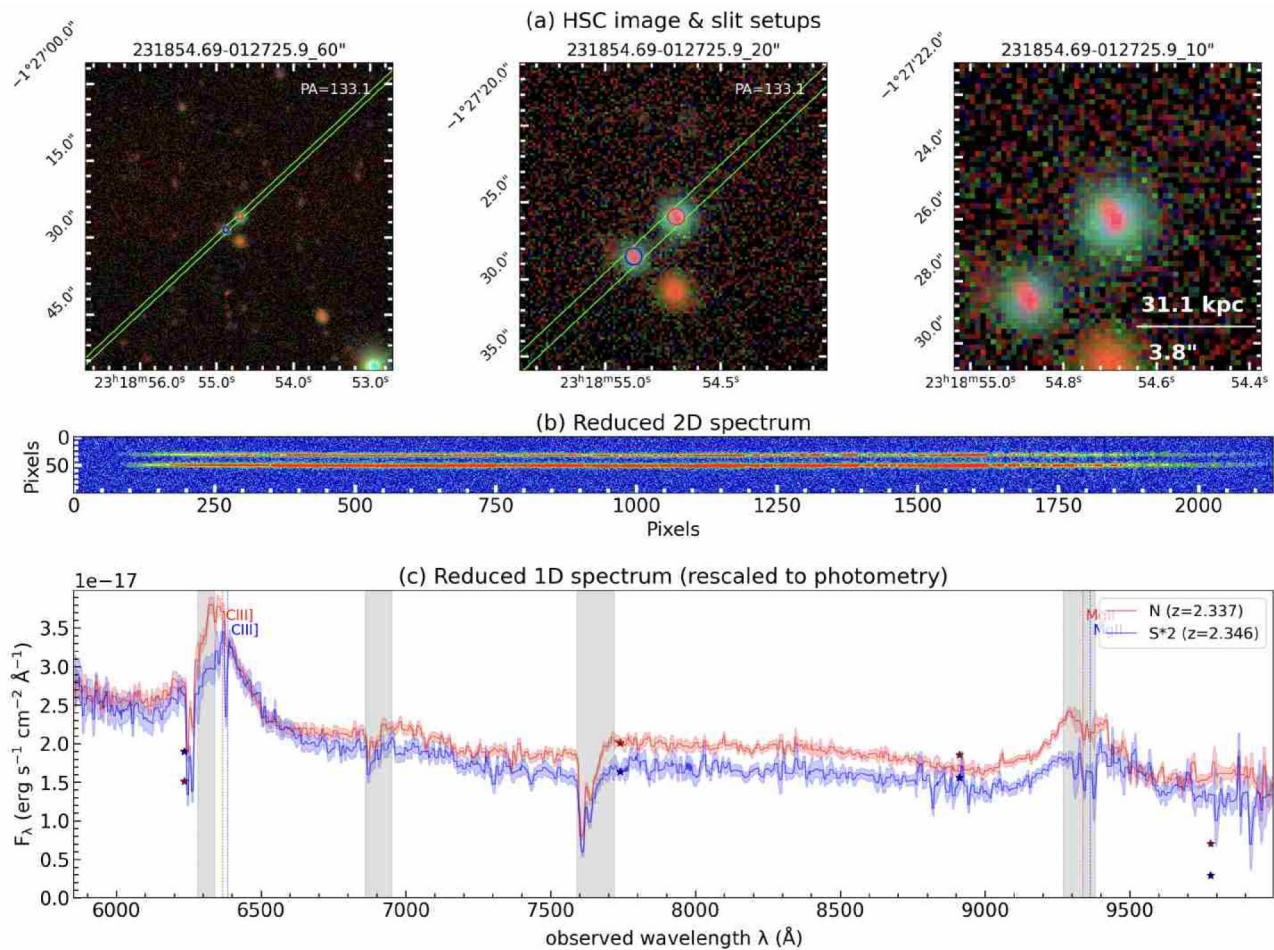 (a) HSC image & slit setups
231854.69-012725.9_60"
231854.69-012725.9_20"
231854.69-012725.9_10"
PA=133.1
PA=133.1
−1°27'00.0"
15.0"
30.0"
45.0"
−1°27'20.0"
25.0"
30.0"
35.0"
−1°27'22.0"
24.0"
26.0"
28.0"
30.0"
31.1 kpc
3.8"
23ʰ18ᵐ56.0ˢ 55.0ˢ 54.0ˢ 53.0ˢ
23ʰ18ᵐ55.0ˢ 54.5ˢ
23ʰ18ᵐ55.0ˢ 54.8ˢ 54.6ˢ 54.4ˢ
(b) Reduced 2D spectrum
Pixels
0
50
0 250 500 750 1000 1250 1500 1750 2000
Pixels
(c) Reduced 1D spectrum (rescaled to photometry)
1e−17
CIII]
CIII]
MgII
MgII
N (z=2.337)
S*2 (z=2.346)
F_λ (erg s⁻¹ cm⁻² Å⁻¹)
3.5
3.0
2.5
2.0
1.5
1.0
0.5
0.0
6000 6500 7000 7500 8000 8500 9000 9500
observed wavelength λ (Å)